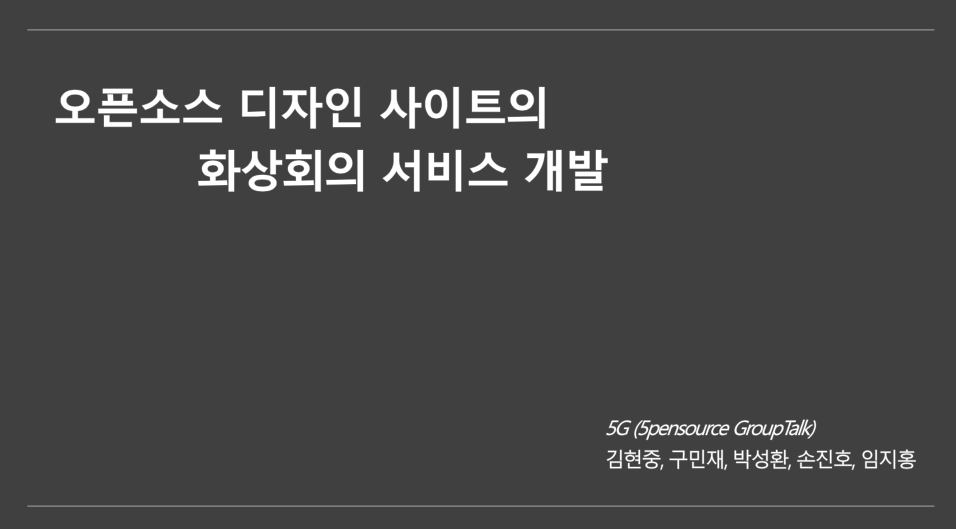 오픈소스 디자인 사이트의
화상회의 서비스 개발
5G (5pensource GroupTalk)
김현중, 구민재, 박성환, 손진호, 임지홍